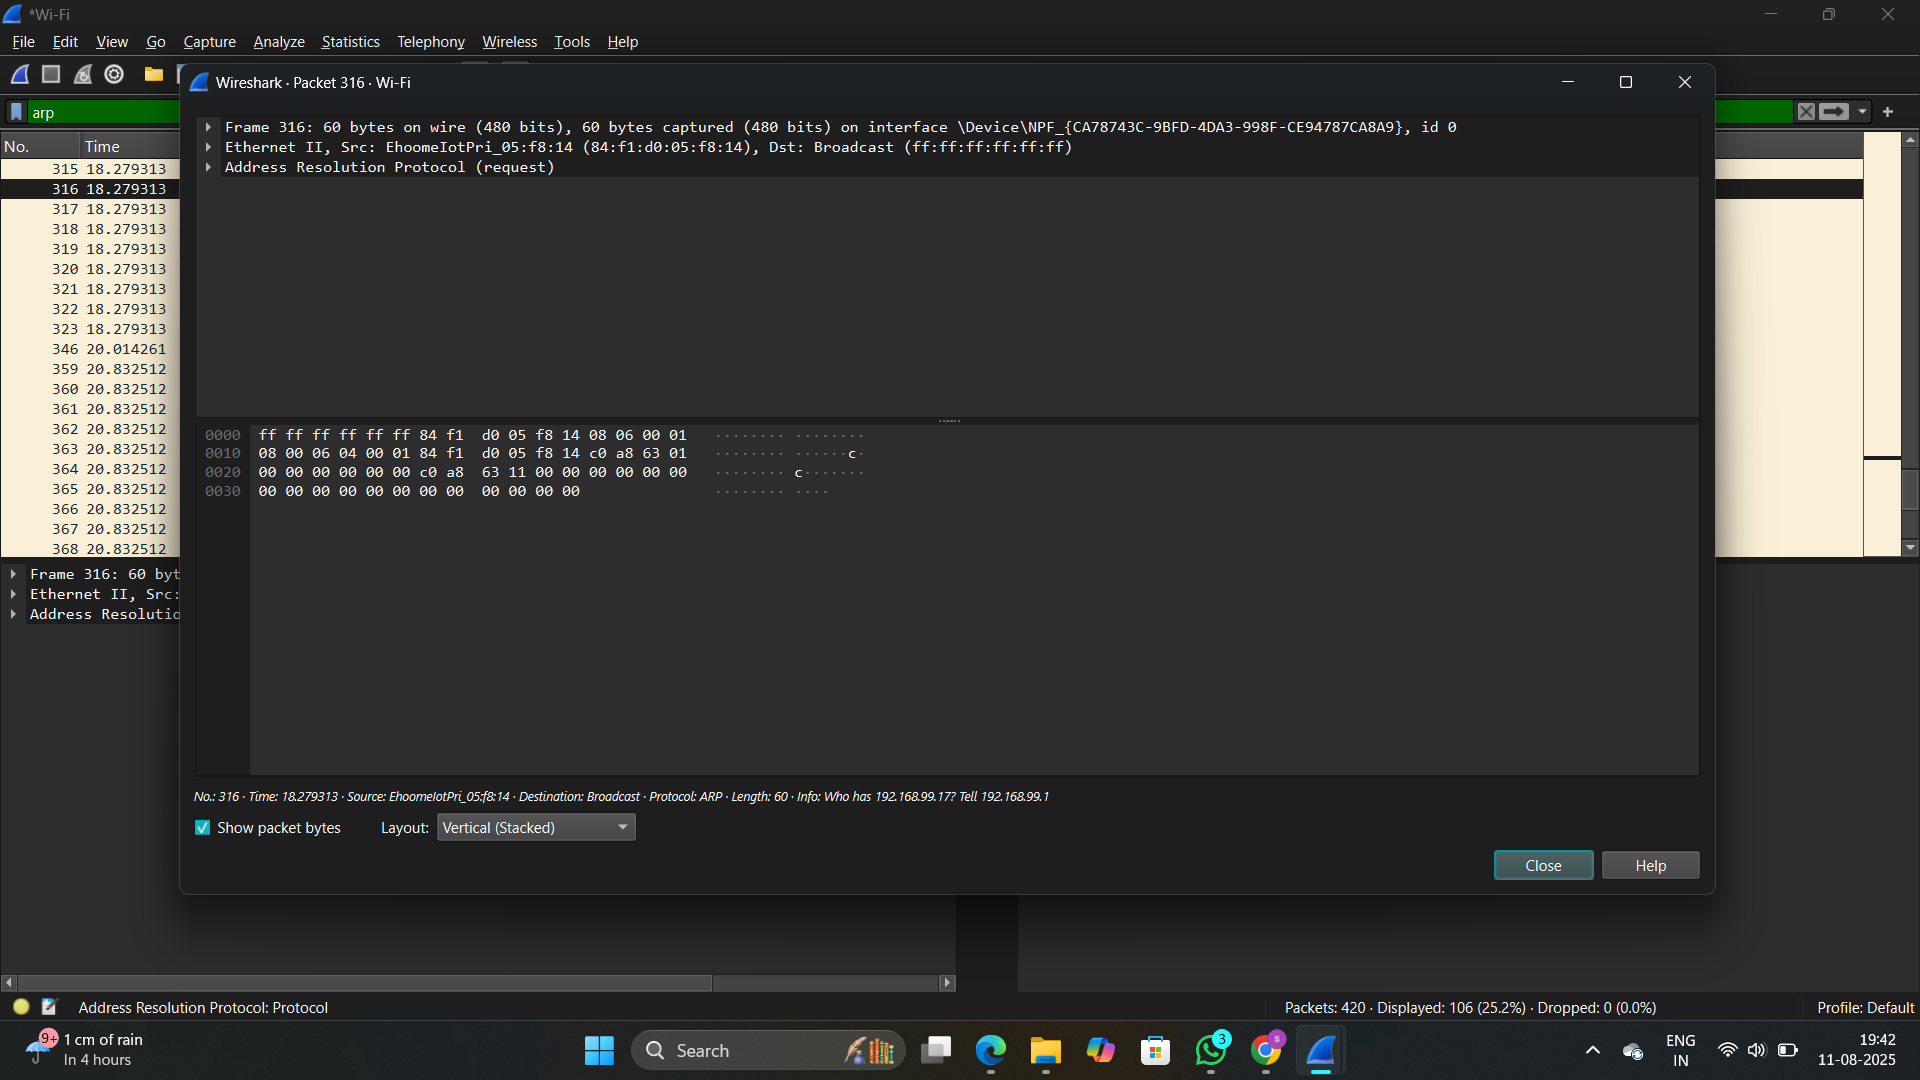 *Wi-Fi
File Edit View Go Capture Analyze Statistics Telephony Wireless Tools Help
Wireshark · Packet 316 · Wi-Fi
arp
No. Time
315 18.279313
316 18.279313
317 18.279313
318 18.279313
319 18.279313
320 18.279313
321 18.279313
322 18.279313
323 18.279313
346 20.014261
359 20.832512
360 20.832512
361 20.832512
362 20.832512
363 20.832512
364 20.832512
365 20.832512
366 20.832512
367 20.832512
368 20.832512
Frame 316: 60 byt
Ethernet II, Src:
Address Resolutio
Frame 316: 60 bytes on wire (480 bits), 60 bytes captured (480 bits) on interface \Device\NPF_{CA78743C-9BFD-4DA3-998F-CE94787CA8A9}, id 0
Ethernet II, Src: EhoomeIotPri_05:f8:14 (84:f1:d0:05:f8:14), Dst: Broadcast (ff:ff:ff:ff:ff:ff)
Address Resolution Protocol (request)
0000 ff ff ff ff ff ff 84 f1 d0 05 f8 14 08 06 00 01 ········ ········
0010 08 00 06 04 00 01 84 f1 d0 05 f8 14 c0 a8 63 01 ········ ······c·
0020 00 00 00 00 00 00 c0 a8 63 11 00 00 00 00 00 00 ········ c·······
0030 00 00 00 00 00 00 00 00 00 00 00 00 ········ ····
No.: 316 · Time: 18.279313 · Source: EhoomeIotPri_05:f8:14 · Destination: Broadcast · Protocol: ARP · Length: 60 · Info: Who has 192.168.99.17? Tell 192.168.99.1
Show packet bytes Layout: Vertical (Stacked)
Close Help
Address Resolution Protocol: Protocol
Packets: 420 · Displayed: 106 (25.2%) · Dropped: 0 (0.0%)
Profile: Default
9+
1 cm of rain
In 4 hours
Search
3
s
ENG
IN
19:42
11-08-2025